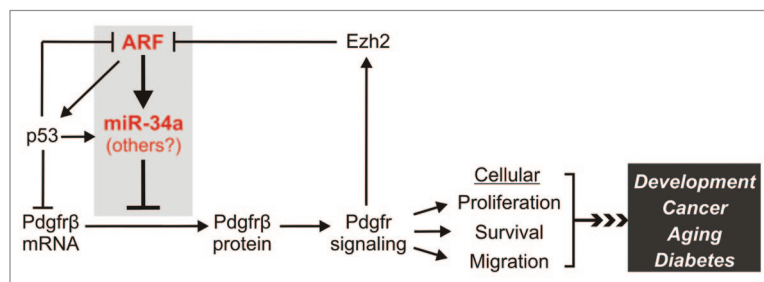 ARF
Ezh2
p53
miR-34a
(others?)
Pdgfrβ
mRNA
Pdgfrβ
protein
Pdgfr
signaling
Cellular
Proliferation
Survival
Migration
Development
Cancer
Aging
Diabetes